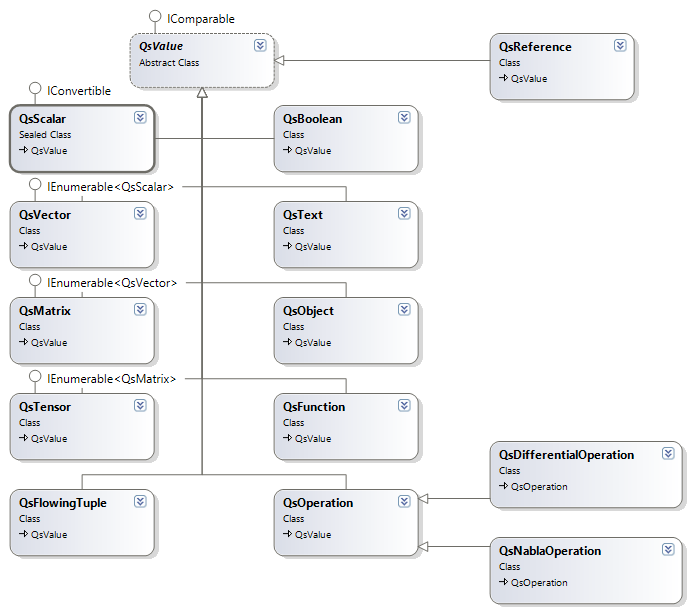 IComparable
QsValue
Abstract Class
QsReference
Class
QsValue
IConvertible
QsScalar
Sealed Class
QsValue
QsBoolean
Class
QsValue
IEnumerable<QsScalar>
QsVector
Class
QsValue
QsText
Class
QsValue
IEnumerable<QsVector>
QsMatrix
Class
QsValue
QsObject
Class
QsValue
IEnumerable<QsMatrix>
QsTensor
Class
QsValue
QsFunction
Class
QsValue
QsDifferentialOperation
Class
QsOperation
QsFlowingTuple
Class
QsValue
QsOperation
Class
QsValue
QsNablaOperation
Class
QsOperation